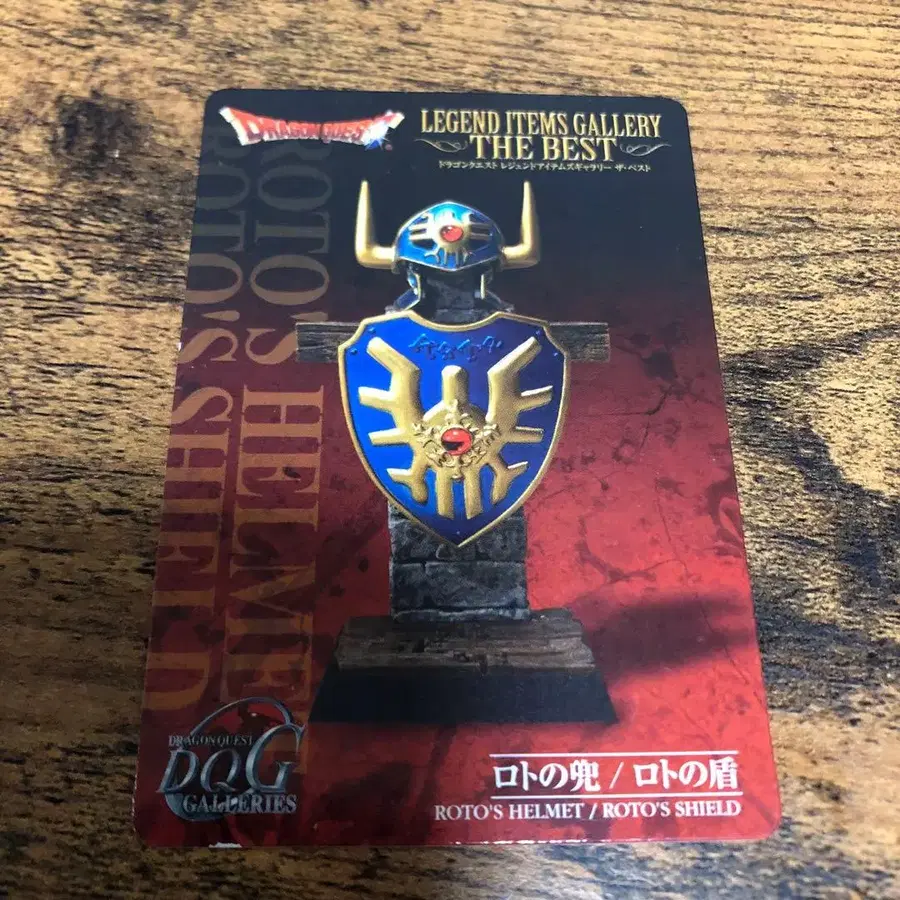 DRAGON QUEST
LEGEND ITEMS GALLERY
THE BEST
ドラゴンクエスト レジェンドアイテムズギャラリー ザ・ベスト
ROTO'S HELMET
ROTO'S SHIELD
DRAGON QUEST
DQG
GALLERIES
ロトの兜 / ロトの盾
ROTO'S HELMET / ROTO'S SHIELD